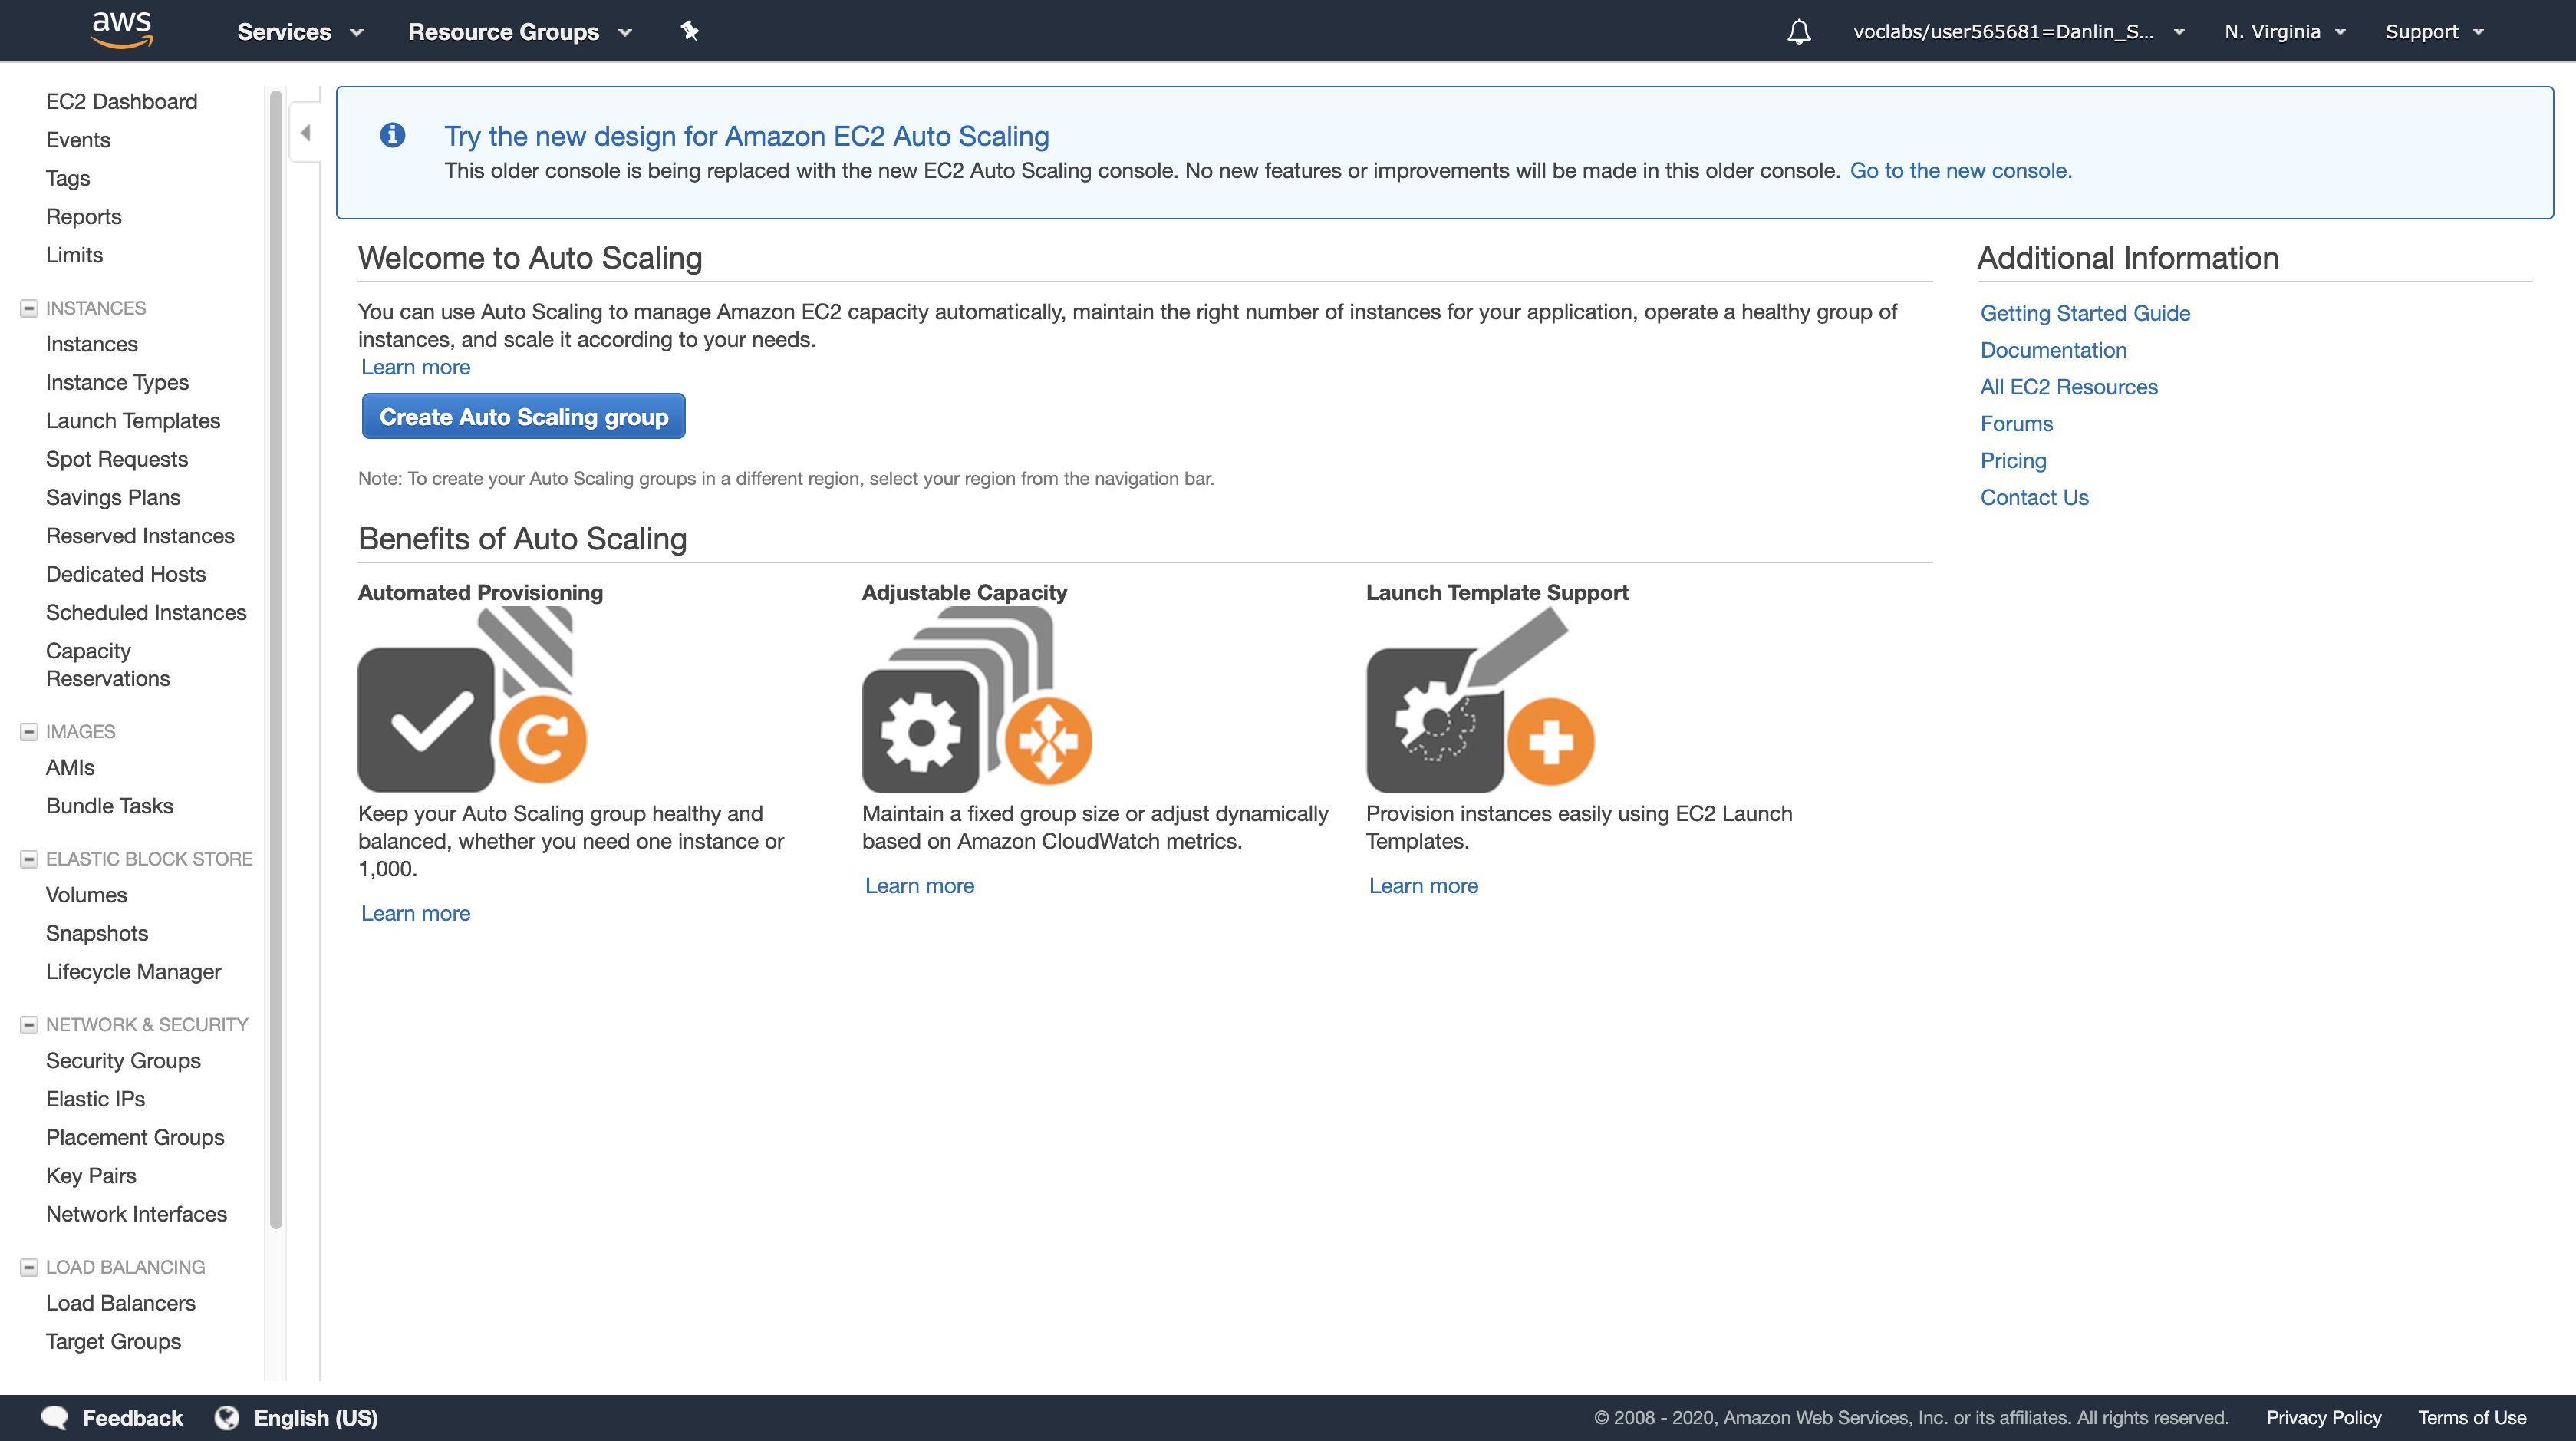 aws
Services
Resource Groups
voclabs/user565681=Danlin_S...
N. Virginia
Support
EC2 Dashboard
Events
Tags
Reports
Limits
INSTANCES
Instances
Instance Types
Launch Templates
Spot Requests
Savings Plans
Reserved Instances
Dedicated Hosts
Scheduled Instances
Capacity
Reservations
IMAGES
AMIs
Bundle Tasks
ELASTIC BLOCK STORE
Volumes
Snapshots
Lifecycle Manager
NETWORK & SECURITY
Security Groups
Elastic IPs
Placement Groups
Key Pairs
Network Interfaces
LOAD BALANCING
Load Balancers
Target Groups
Try the new design for Amazon EC2 Auto Scaling
This older console is being replaced with the new EC2 Auto Scaling console. No new features or improvements will be made in this older console. Go to the new console.
Welcome to Auto Scaling
You can use Auto Scaling to manage Amazon EC2 capacity automatically, maintain the right number of instances for your application, operate a healthy group of
instances, and scale it according to your needs.
Learn more
Create Auto Scaling group
Note: To create your Auto Scaling groups in a different region, select your region from the navigation bar.
Benefits of Auto Scaling
Automated Provisioning
Keep your Auto Scaling group healthy and
balanced, whether you need one instance or
1,000.
Learn more
Adjustable Capacity
Maintain a fixed group size or adjust dynamically
based on Amazon CloudWatch metrics.
Learn more
Launch Template Support
Provision instances easily using EC2 Launch
Templates.
Learn more
Additional Information
Getting Started Guide
Documentation
All EC2 Resources
Forums
Pricing
Contact Us
Feedback
English (US)
© 2008 - 2020, Amazon Web Services, Inc. or its affiliates. All rights reserved.
Privacy Policy
Terms of Use